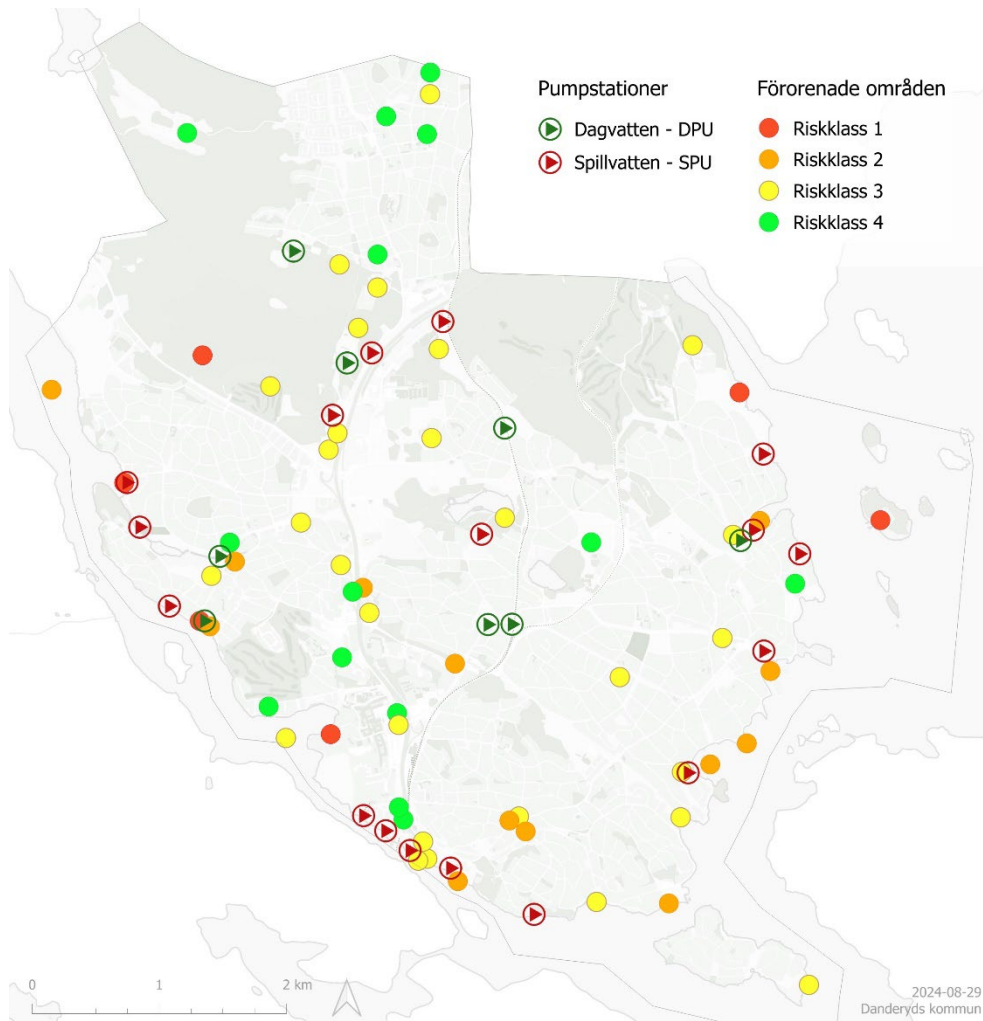 Pumpstationer
Dagvatten - DPU
Spillvatten - SPU
Förorenade områden
Riskklass 1
Riskklass 2
Riskklass 3
Riskklass 4
0 1 2 km
2024-08-29
Danderyds kommun